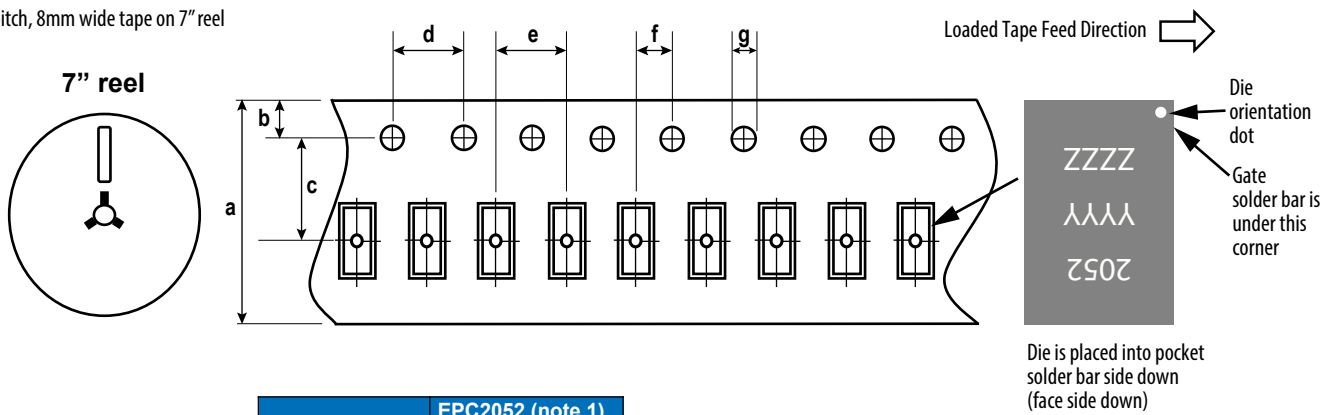 itch, 8mm wide tape on 7” reel
7” reel
a
b
c
d
e
f
g
Loaded Tape Feed Direction
Die
orientation
dot
Gate
solder bar is
under this
corner
2052
YYYY
ZZZZ
Die is placed into pocket
solder bar side down
(face side down)
EPC2052 (note 1)